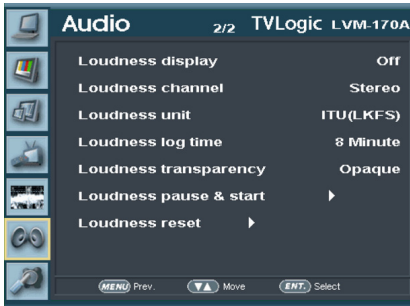 Audio 2/2 TVLogic LVM-170A
Loudness display Off
Loudness channel Stereo
Loudness unit ITU(LKFS)
Loudness log time 8 Minute
Loudness transparency Opaque
Loudness pause & start
Loudness reset
MENU Prev. ▼▲ Move ENT. Select